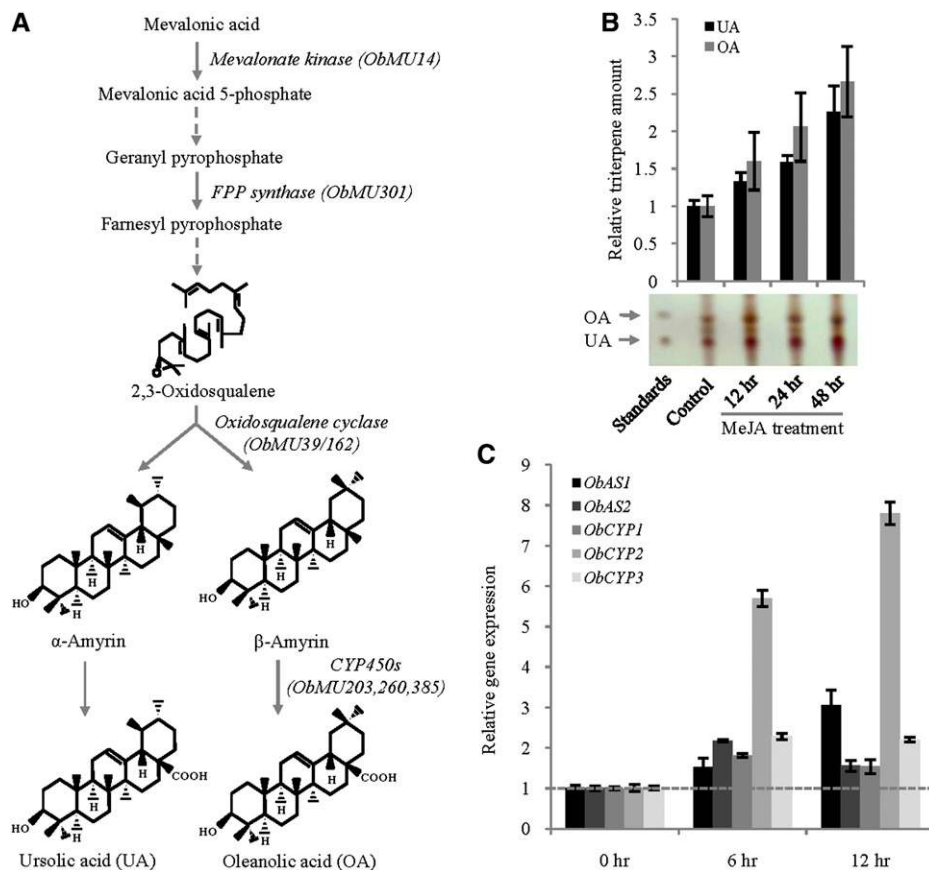 A
Mevalonic acid
Mevalonate kinase (ObMU14)
Mevalonic acid 5-phosphate
Geranyl pyrophosphate
FPP synthase (ObMU301)
Farnesyl pyrophosphate
O
2,3-Oxidosqualene
Oxidosqualene cyclase
(ObMU39/162)
H
H
H
HO
α-Amyrin
H
H
H
HO
β-Amyrin
CYP450s
(ObMU203,260,385)
H
COOH
H
H
HO
Ursolic acid (UA)
H
COOH
H
H
HO
Oleanolic acid (OA)
B
Relative triterpene amount
3.5
3
2.5
2
1.5
1
0.5
0
UA
OA
OA
UA
Standards
Control
12 hr
24 hr
48 hr
MeJA treatment
C
Relative gene expression
9
8
7
6
5
4
3
2
1
0
ObAS1
ObAS2
ObCYP1
ObCYP2
ObCYP3
0 hr
6 hr
12 hr